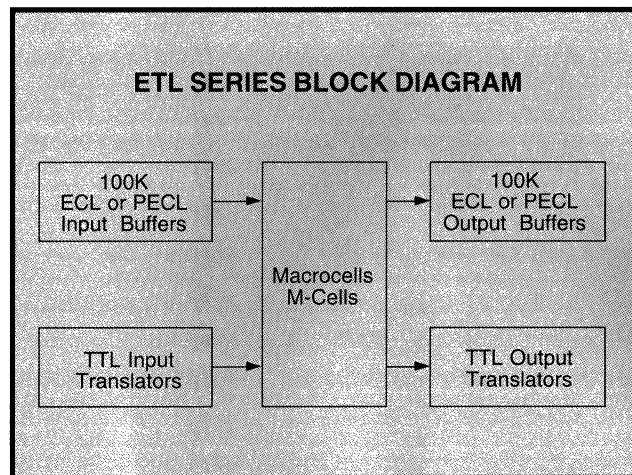 ETL SERIES BLOCK DIAGRAM
100K
ECL or PECL
Input Buffers
100K
ECL or PECL
Output Buffers
Macrocells
M-Cells
TTL Input
Translators
TTL Output
Translators